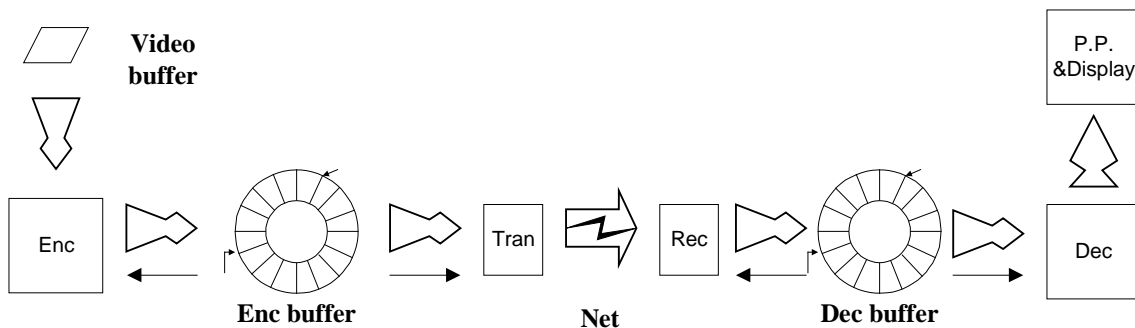 Video
buffer
P.P.
&Display
Enc
Tran
Rec
Dec
Enc buffer
Net
Dec buffer